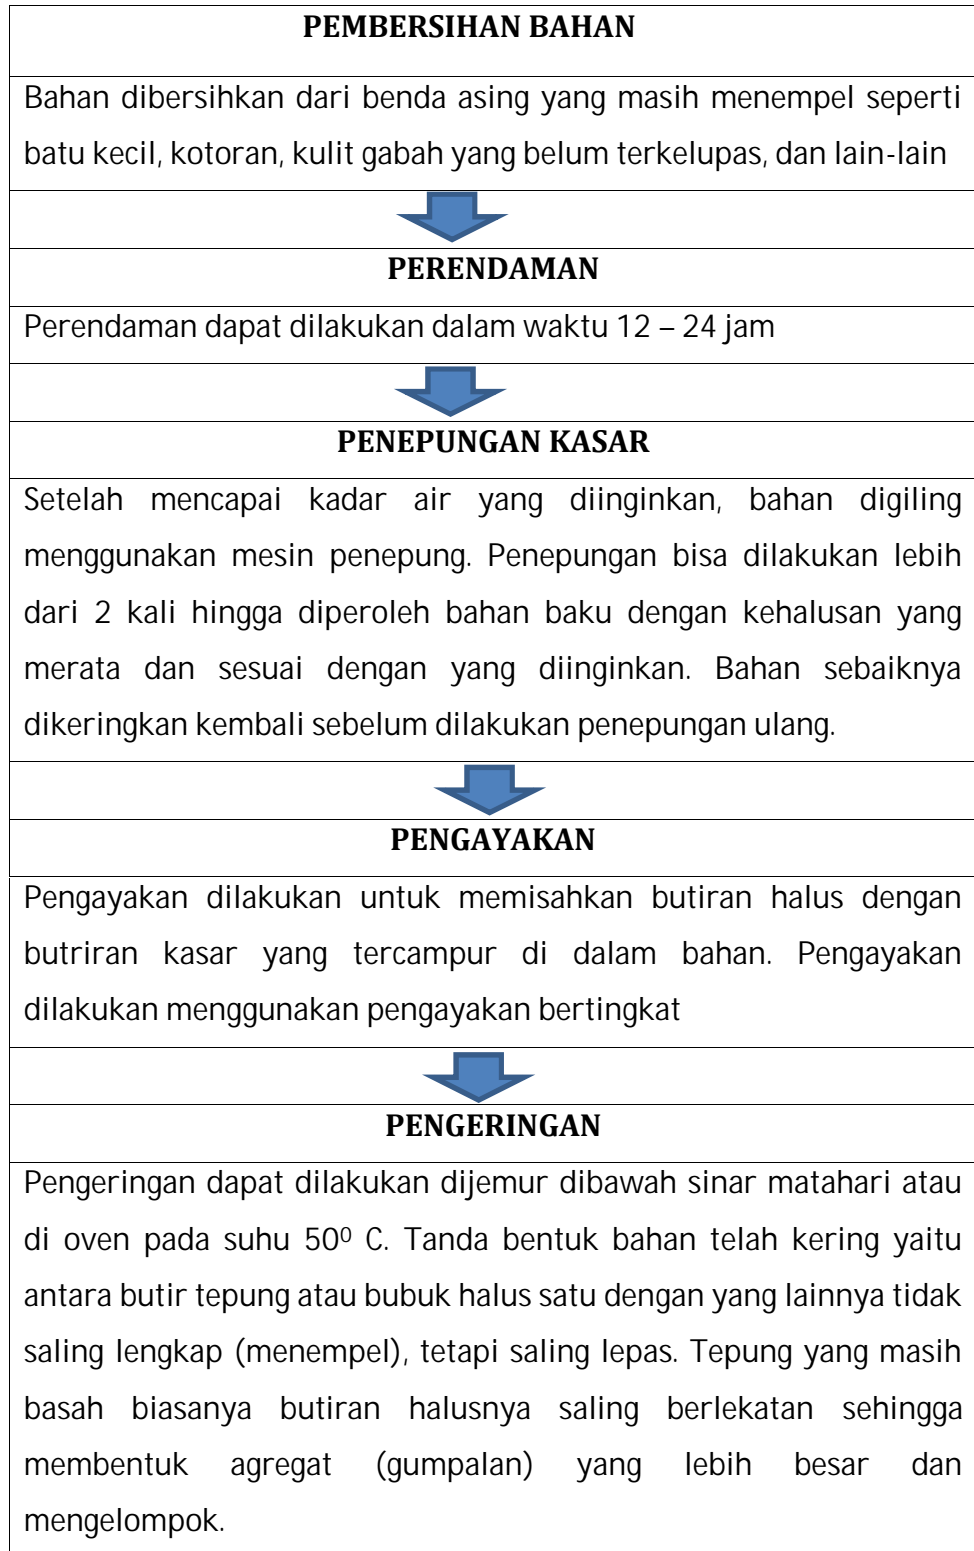 PEMBERSIHAN BAHAN
Bahan dibersihkan dari benda asing yang masih menempel seperti
batu kecil, kotoran, kulit gabah yang belum terkelupas, dan lain-lain
PERENDAMAN
Perendaman dapat dilakukan dalam waktu 12 – 24 jam
PENEPUNGAN KASAR
Setelah mencapai kadar air yang diinginkan, bahan digiling
menggunakan mesin penepung. Penepungan bisa dilakukan lebih
dari 2 kali hingga diperoleh bahan baku dengan kehalusan yang
merata dan sesuai dengan yang diinginkan. Bahan sebaiknya
dikeringkan kembali sebelum dilakukan penepungan ulang.
PENGAYAKAN
Pengayakan dilakukan untuk memisahkan butiran halus dengan
butriran kasar yang tercampur di dalam bahan. Pengayakan
dilakukan menggunakan pengayakan bertingkat
PENGERINGAN
Pengeringan dapat dilakukan dijemur dibawah sinar matahari atau
di oven pada suhu 50⁰ C. Tanda bentuk bahan telah kering yaitu
antara butir tepung atau bubuk halus satu dengan yang lainnya tidak
saling lengkap (menempel), tetapi saling lepas. Tepung yang masih
basah biasanya butiran halusnya saling berlekatan sehingga
membentuk agregat (gumpalan) yang lebih besar dan
mengelompok.